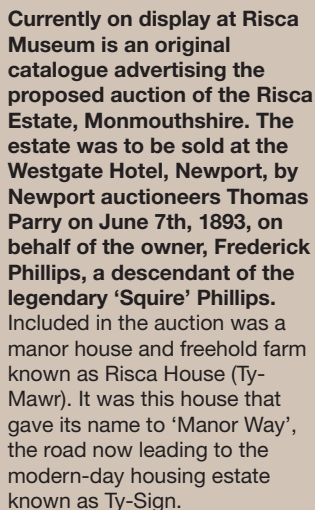 Currently on display at Risca
Museum is an original
catalogue advertising the
proposed auction of the Risca
Estate, Monmouthshire. The
estate was to be sold at the
Westgate Hotel, Newport, by
Newport auctioneers Thomas
Parry on June 7th, 1893, on
behalf of the owner, Frederick
Phillips, a descendant of the
legendary ‘Squire’ Phillips.
Included in the auction was a
manor house and freehold farm
known as Risca House (Ty-
Mawr). It was this house that
gave its name to ‘Manor Way’,
the road now leading to the
modern-day housing estate
known as Ty-Sign.